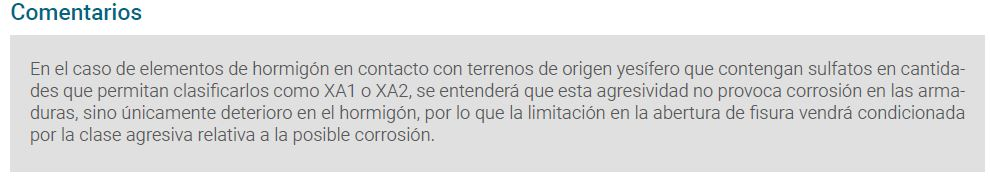 Comentarios
En el caso de elementos de hormigón en contacto con terrenos de origen yesífero que contengan sulfatos en cantida-
des que permitan clasificarlos como XA1 o XA2, se entenderá que esta agresividad no provoca corrosión en las arma-
duras, sino únicamente deterioro en el hormigón, por lo que la limitación en la abertura de fisura vendrá condicionada
por la clase agresiva relativa a la posible corrosión.